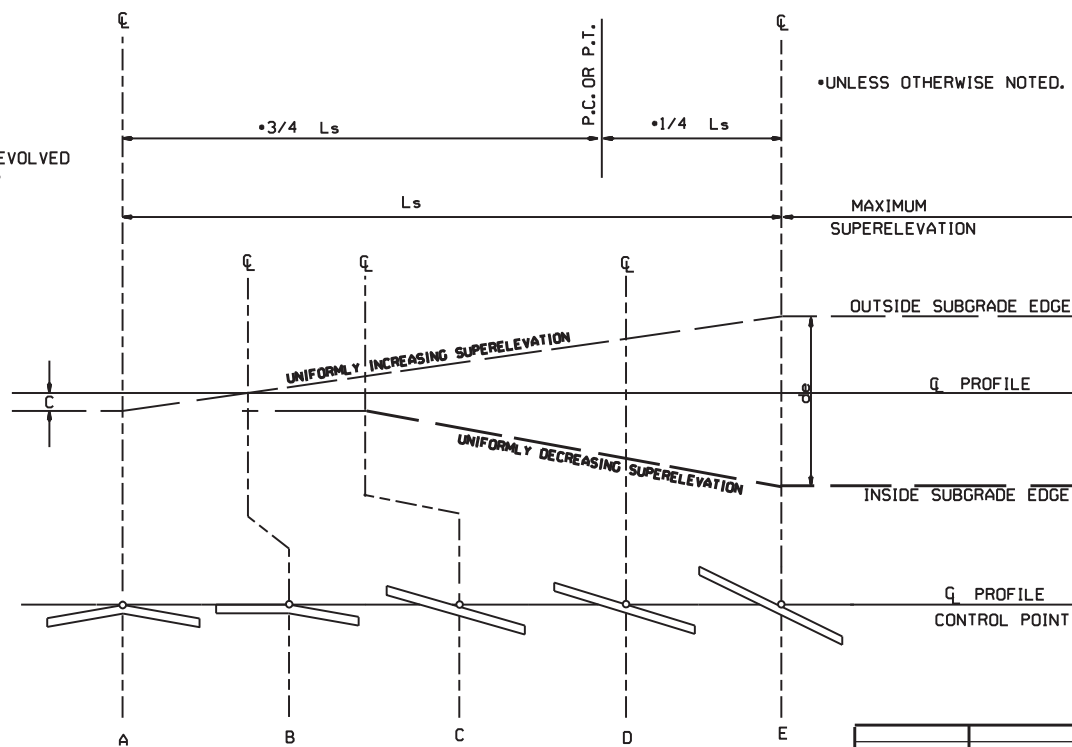 ℄ ℄
P.C. OR P.T.
•UNLESS OTHERWISE NOTED.
•3/4 Ls •1/4 Ls
EVOLVED
Ls MAXIMUM
SUPERELEVATION
℄ ℄ ℄
OUTSIDE SUBGRADE EDGE
UNIFORMLY INCREASING SUPERELEVATION
℄ PROFILE
C
de
UNIFORMLY DECREASING SUPERELEVATION
INSIDE SUBGRADE EDGE
℄ PROFILE
CONTROL POINT
A B C D E